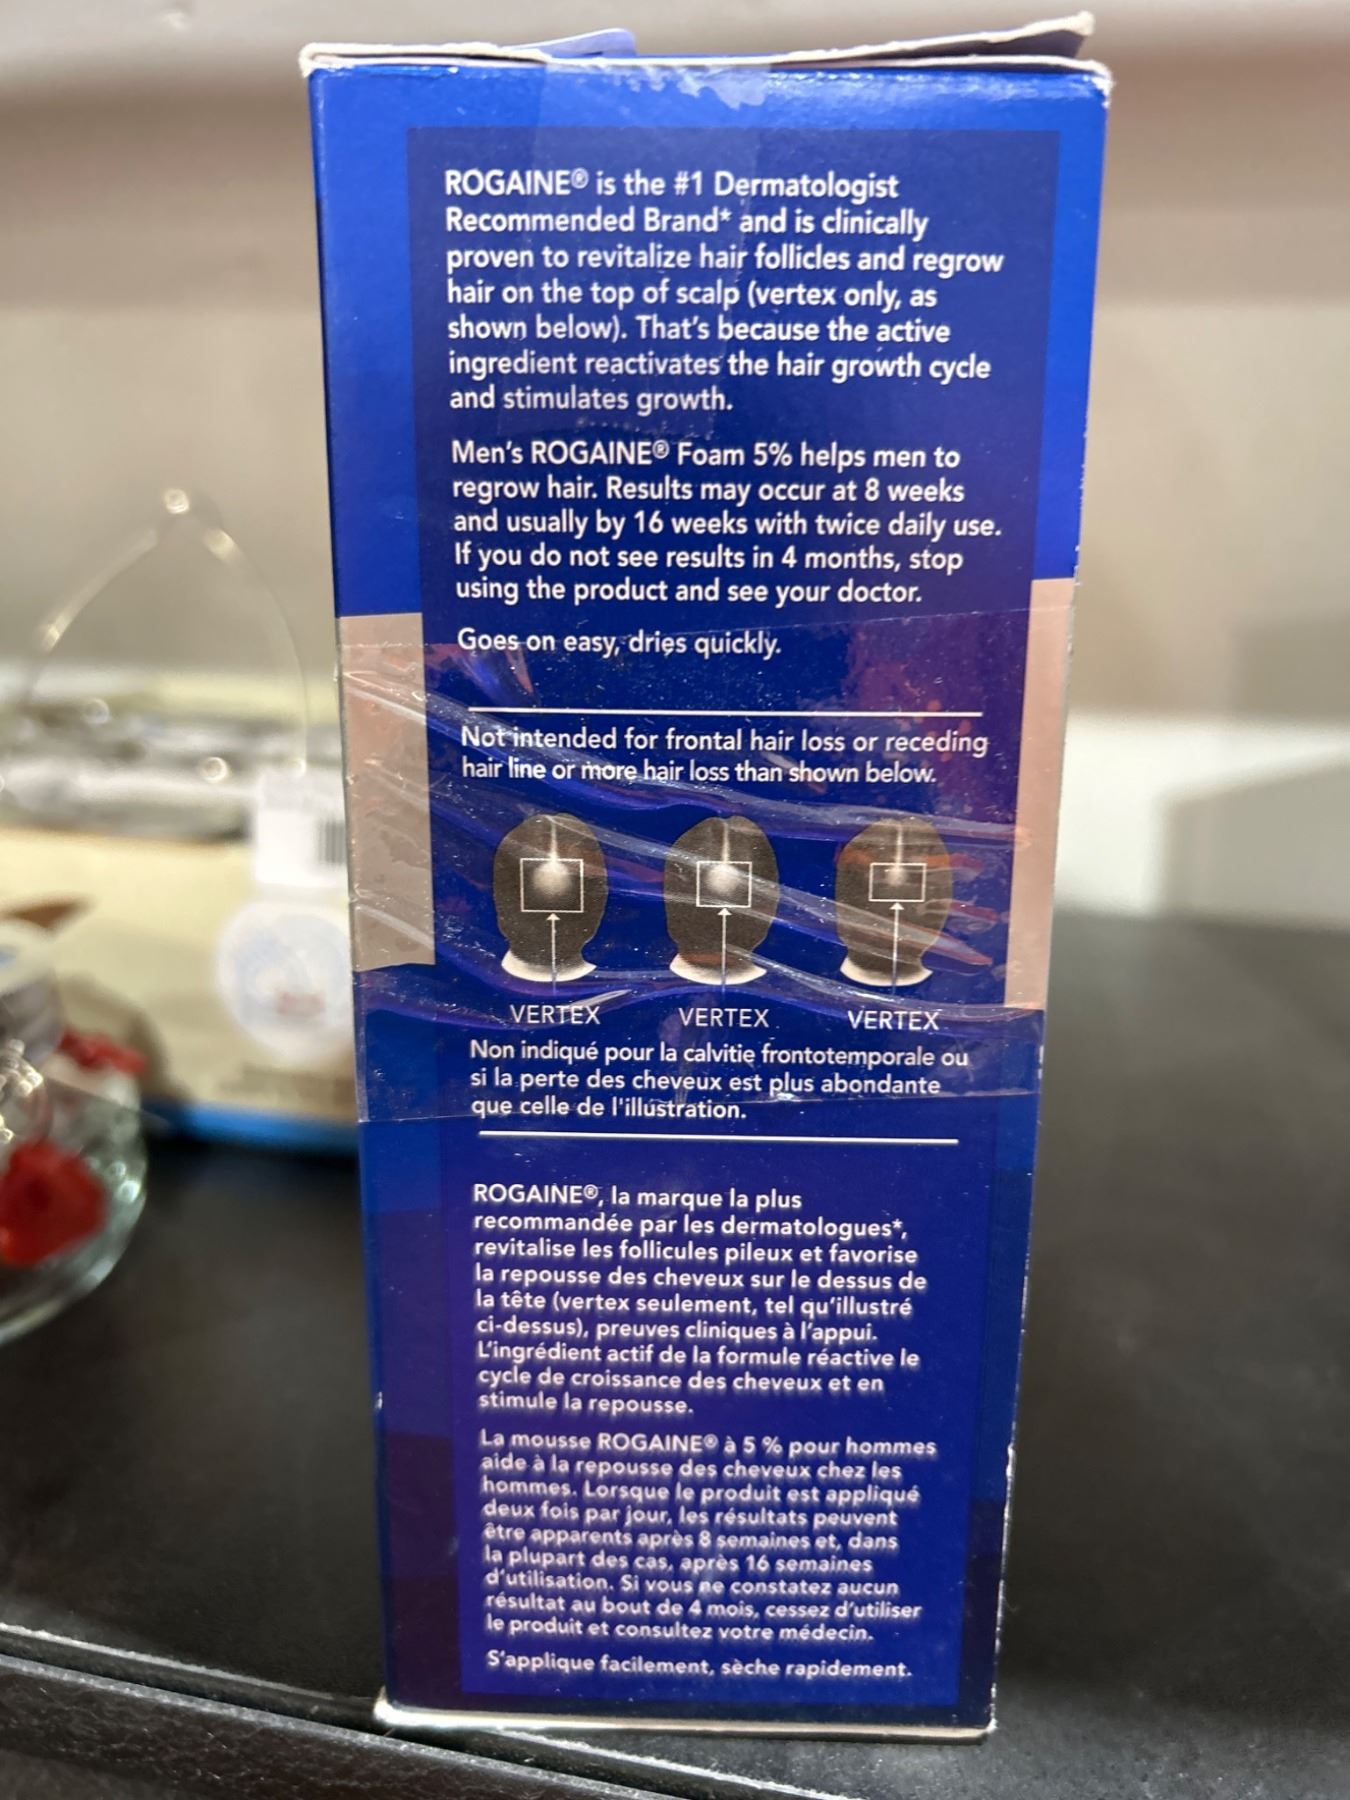 ROGAINE® is the #1 Dermatologist
Recommended Brand* and is clinically
proven to revitalize hair follicles and regrow
hair on the top of scalp (vertex only, as
shown below). That's because the active
ingredient reactivates the hair growth cycle
and stimulates growth.
Men's ROGAINE® Foam 5% helps men to
regrow hair. Results may occur at 8 weeks
and usually by 16 weeks with twice daily use.
If you do not see results in 4 months, stop
using the product and see your doctor.
Goes on easy, dries quickly.
Not intended for frontal hair loss or receding
hair line or more hair loss than shown below.
VERTEX VERTEX VERTEX
Non indiqué pour la calvitie frontotemporale ou
si la perte des cheveux est plus abondante
que celle de l'illustration.
ROGAINE®, la marque la plus
recommandée par les dermatologues*,
revitalise les follicules pileux et favorise
la repousse des cheveux sur le dessus de
la tête (vertex seulement, tel qu'illustré
ci-dessus), preuves cliniques à l'appui.
L'ingrédient actif de la formule réactive le
cycle de croissance des cheveux et en
stimule la repousse.
La mousse ROGAINE® à 5 % pour hommes
aide à la repousse des cheveux chez les
hommes. Lorsque le produit est appliqué
deux fois par jour, les résultats peuvent
être apparents après 8 semaines et, dans
la plupart des cas, après 16 semaines
d'utilisation. Si vous ne constatez aucun
résultat au bout de 4 mois, cessez d'utiliser
le produit et consultez votre médecin.
S'applique facilement, sèche rapidement.